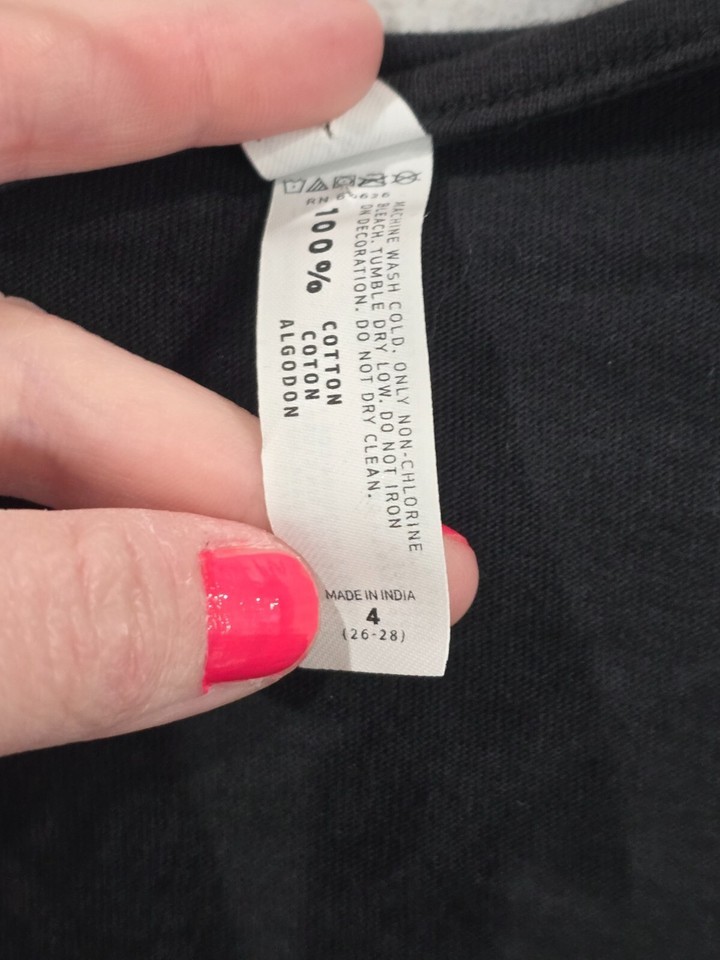 100%
COTTON
COTON
ALGODON
MACHINE WASH COLD. ONLY NON-CHLORINE
BLEACH. TUMBLE DRY LOW. DO NOT IRON
ON DECORATION. DO NOT DRY CLEAN.
MADE IN INDIA
4
(26-28)